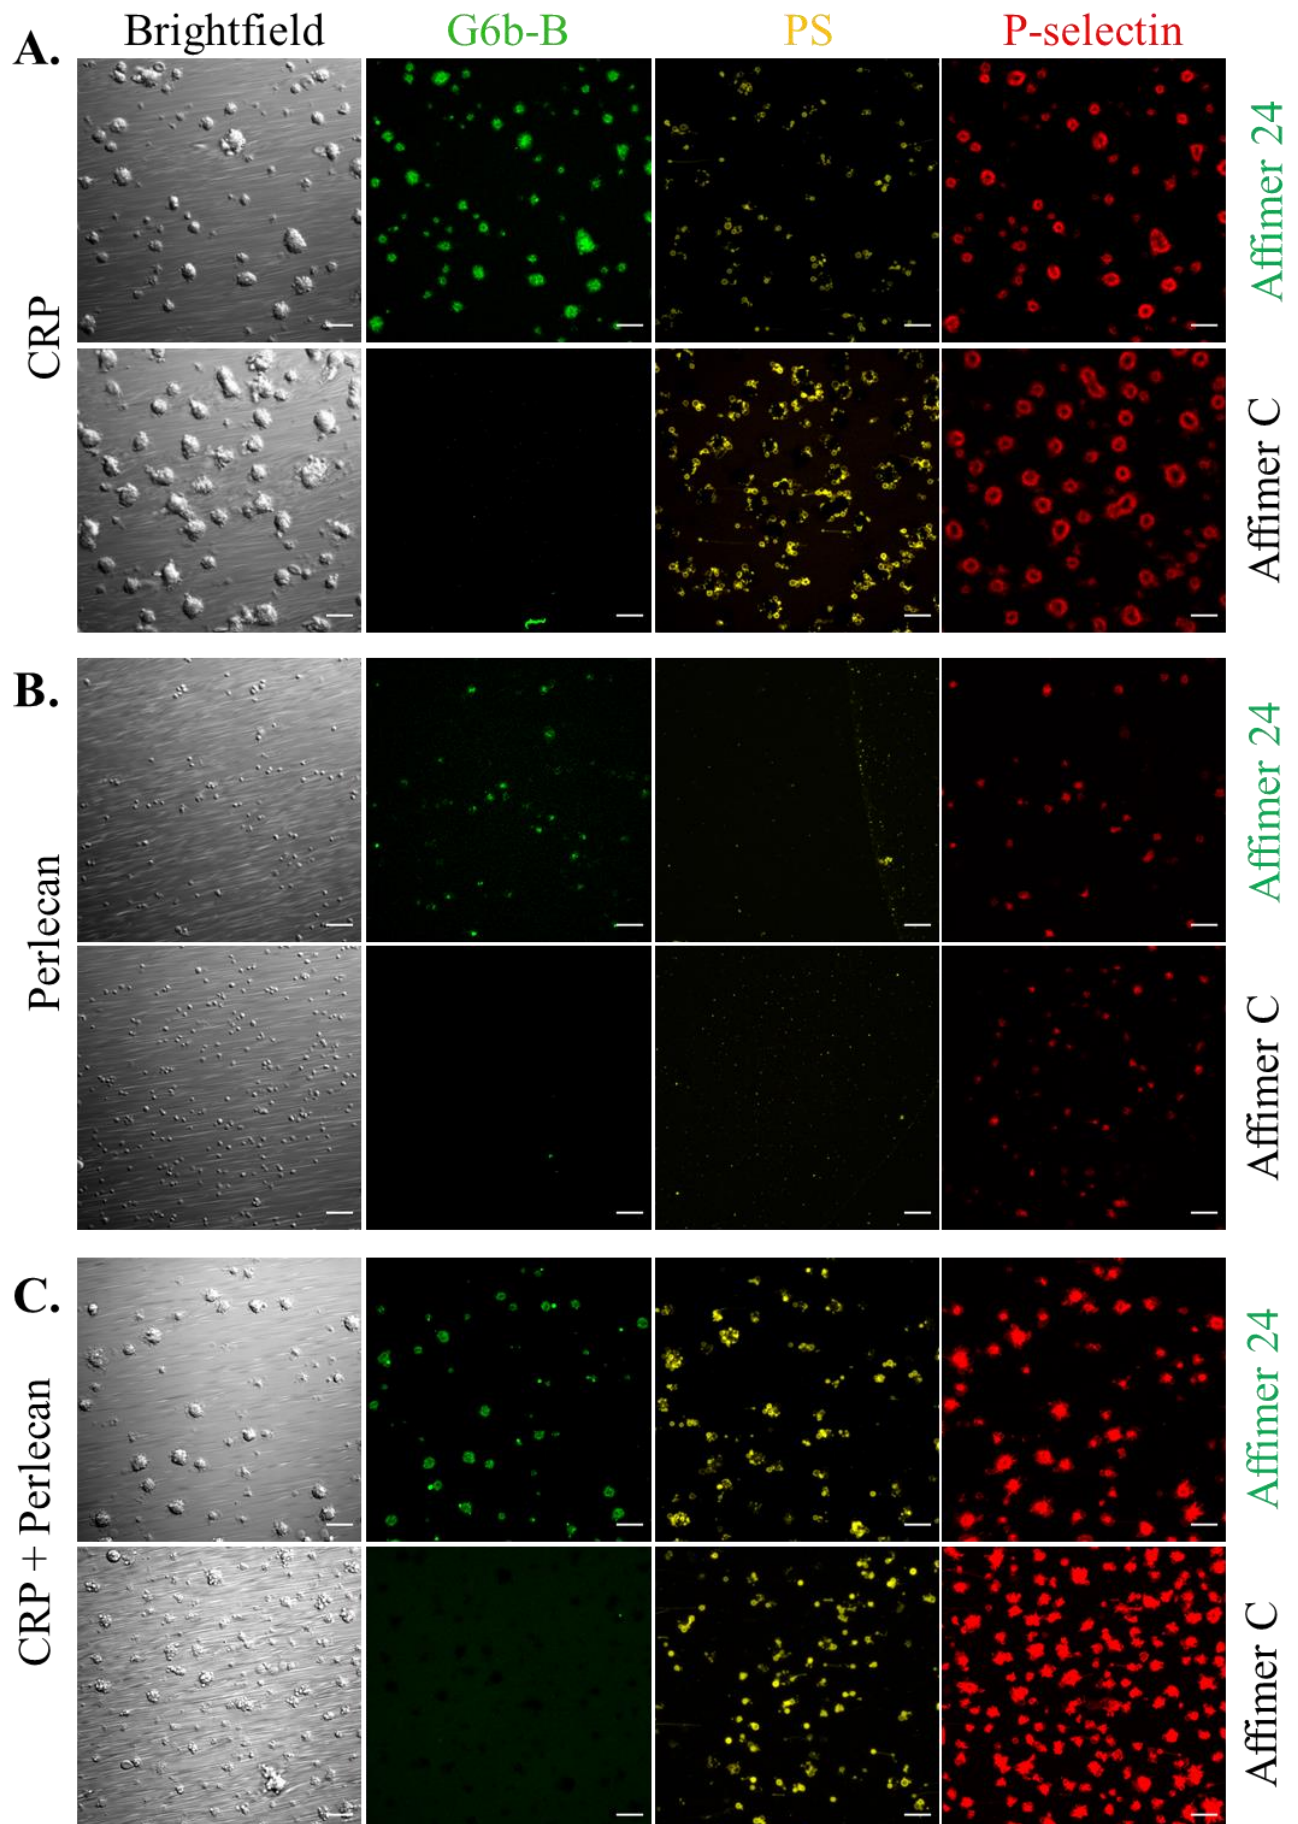 A.
Brightfield
G6b-B
PS
P-selectin
CRP
Affimer 24
Affimer C
B.
Perlecan
Affimer 24
Affimer C
C.
CRP + Perlecan
Affimer 24
Affimer C